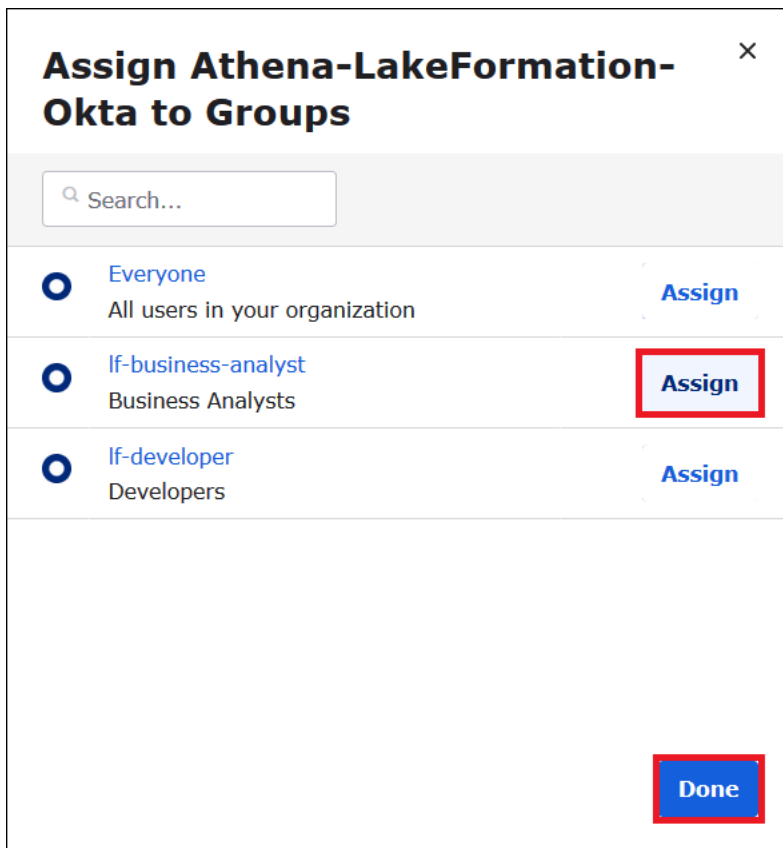 Assign Athena-LakeFormation-
Okta to Groups
Search...
Everyone
All users in your organization
Assign
lf-business-analyst
Business Analysts
Assign
lf-developer
Developers
Assign
Done